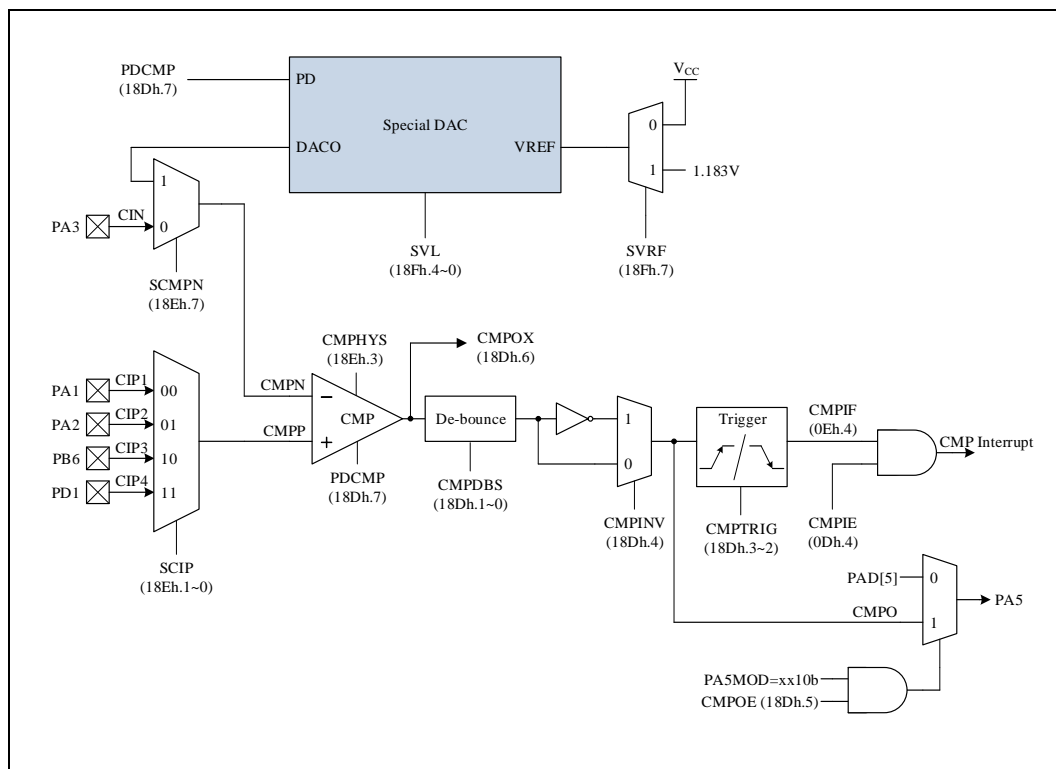 PDCMP
(18Dh.7)
PD
Special DAC
DACO
VREF
V_CC
0
1
1.183V
SVL
(18Fh.4~0)
SVRF
(18Fh.7)
1
0
PA3
CIN
SCMPN
(18Eh.7)
PA1
CIP1
00
PA2
CIP2
01
PB6
CIP3
10
PD1
CIP4
11
SCIP
(18Eh.1~0)
CMPN
CMPP
CMPHYS
(18Eh.3)
−
CMP
+
PDCMP
(18Dh.7)
CMPOX
(18Dh.6)
De-bounce
CMPDBS
(18Dh.1~0)
1
0
CMPINV
(18Dh.4)
Trigger
CMPTRIG
(18Dh.3~2)
CMPIF
(0Eh.4)
CMP Interrupt
CMPIE
(0Dh.4)
PAD[5]
0
CMPO
1
PA5
PA5MOD=xx10b
CMPOE (18Dh.5)